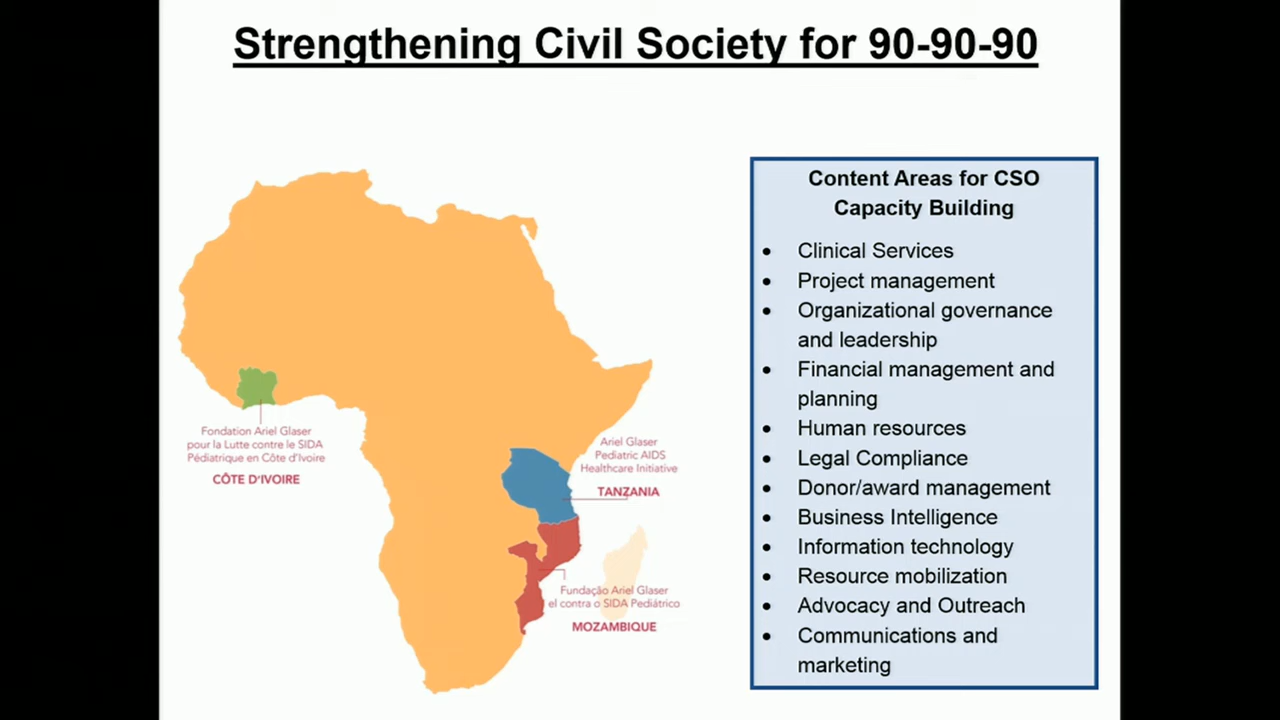 Strengthening Civil Society for 90-90-90
Content Areas for CSO
Capacity Building
• Clinical Services
• Project management
• Organizational governance
and leadership
• Financial management and
planning
• Human resources
• Legal Compliance
• Donor/award management
• Business Intelligence
• Information technology
• Resource mobilization
• Advocacy and Outreach
• Communications and
marketing
Fondation Ariel Glaser
pour la Lutte contre le SIDA
Pédiatrique en Côte d'Ivoire
CÔTE D'IVOIRE
Ariel Glaser
Pediatric AIDS
Healthcare Initiative
TANZANIA
Fundação Ariel Glaser
el contra o SIDA Pediátrico
MOZAMBIQUE